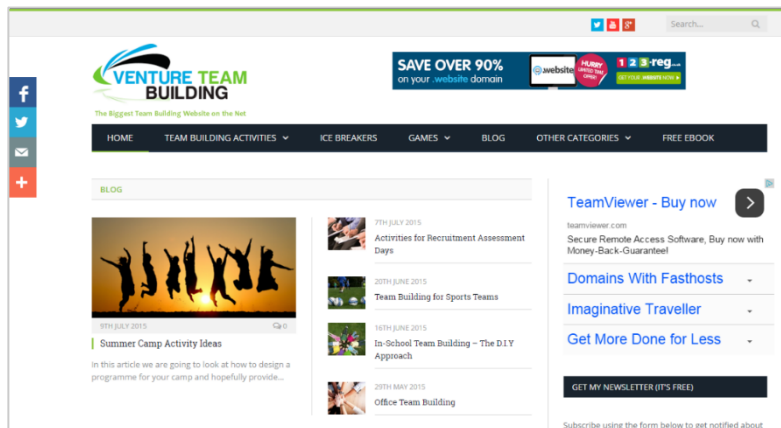 Search...
VENTURE TEAM
BUILDING
The Biggest Team Building Website on the Net
SAVE OVER 90%
on your .website domain
.website
HURRY
LIMITED TIME
OFFER!
123-reg
GET YOUR .WEBSITE NOW
HOME
TEAM BUILDING ACTIVITIES
ICE BREAKERS
GAMES
BLOG
OTHER CATEGORIES
FREE EBOOK
BLOG
9TH JULY 2015
0
Summer Camp Activity Ideas
In this article we are going to look at how to design a
programme for your camp and hopefully provide...
7TH JULY 2015
Activities for Recruitment Assessment
Days
20TH JUNE 2015
Team Building for Sports Teams
16TH JUNE 2015
In-School Team Building – The D.I.Y
Approach
29TH MAY 2015
Office Team Building
TeamViewer - Buy now
teamviewer.com
Secure Remote Access Software, Buy now with
Money-Back-Guarantee!
Domains With Fasthosts
Imaginative Traveller
Get More Done for Less
GET MY NEWSLETTER (IT'S FREE)
Subscribe using the form below to get notified about